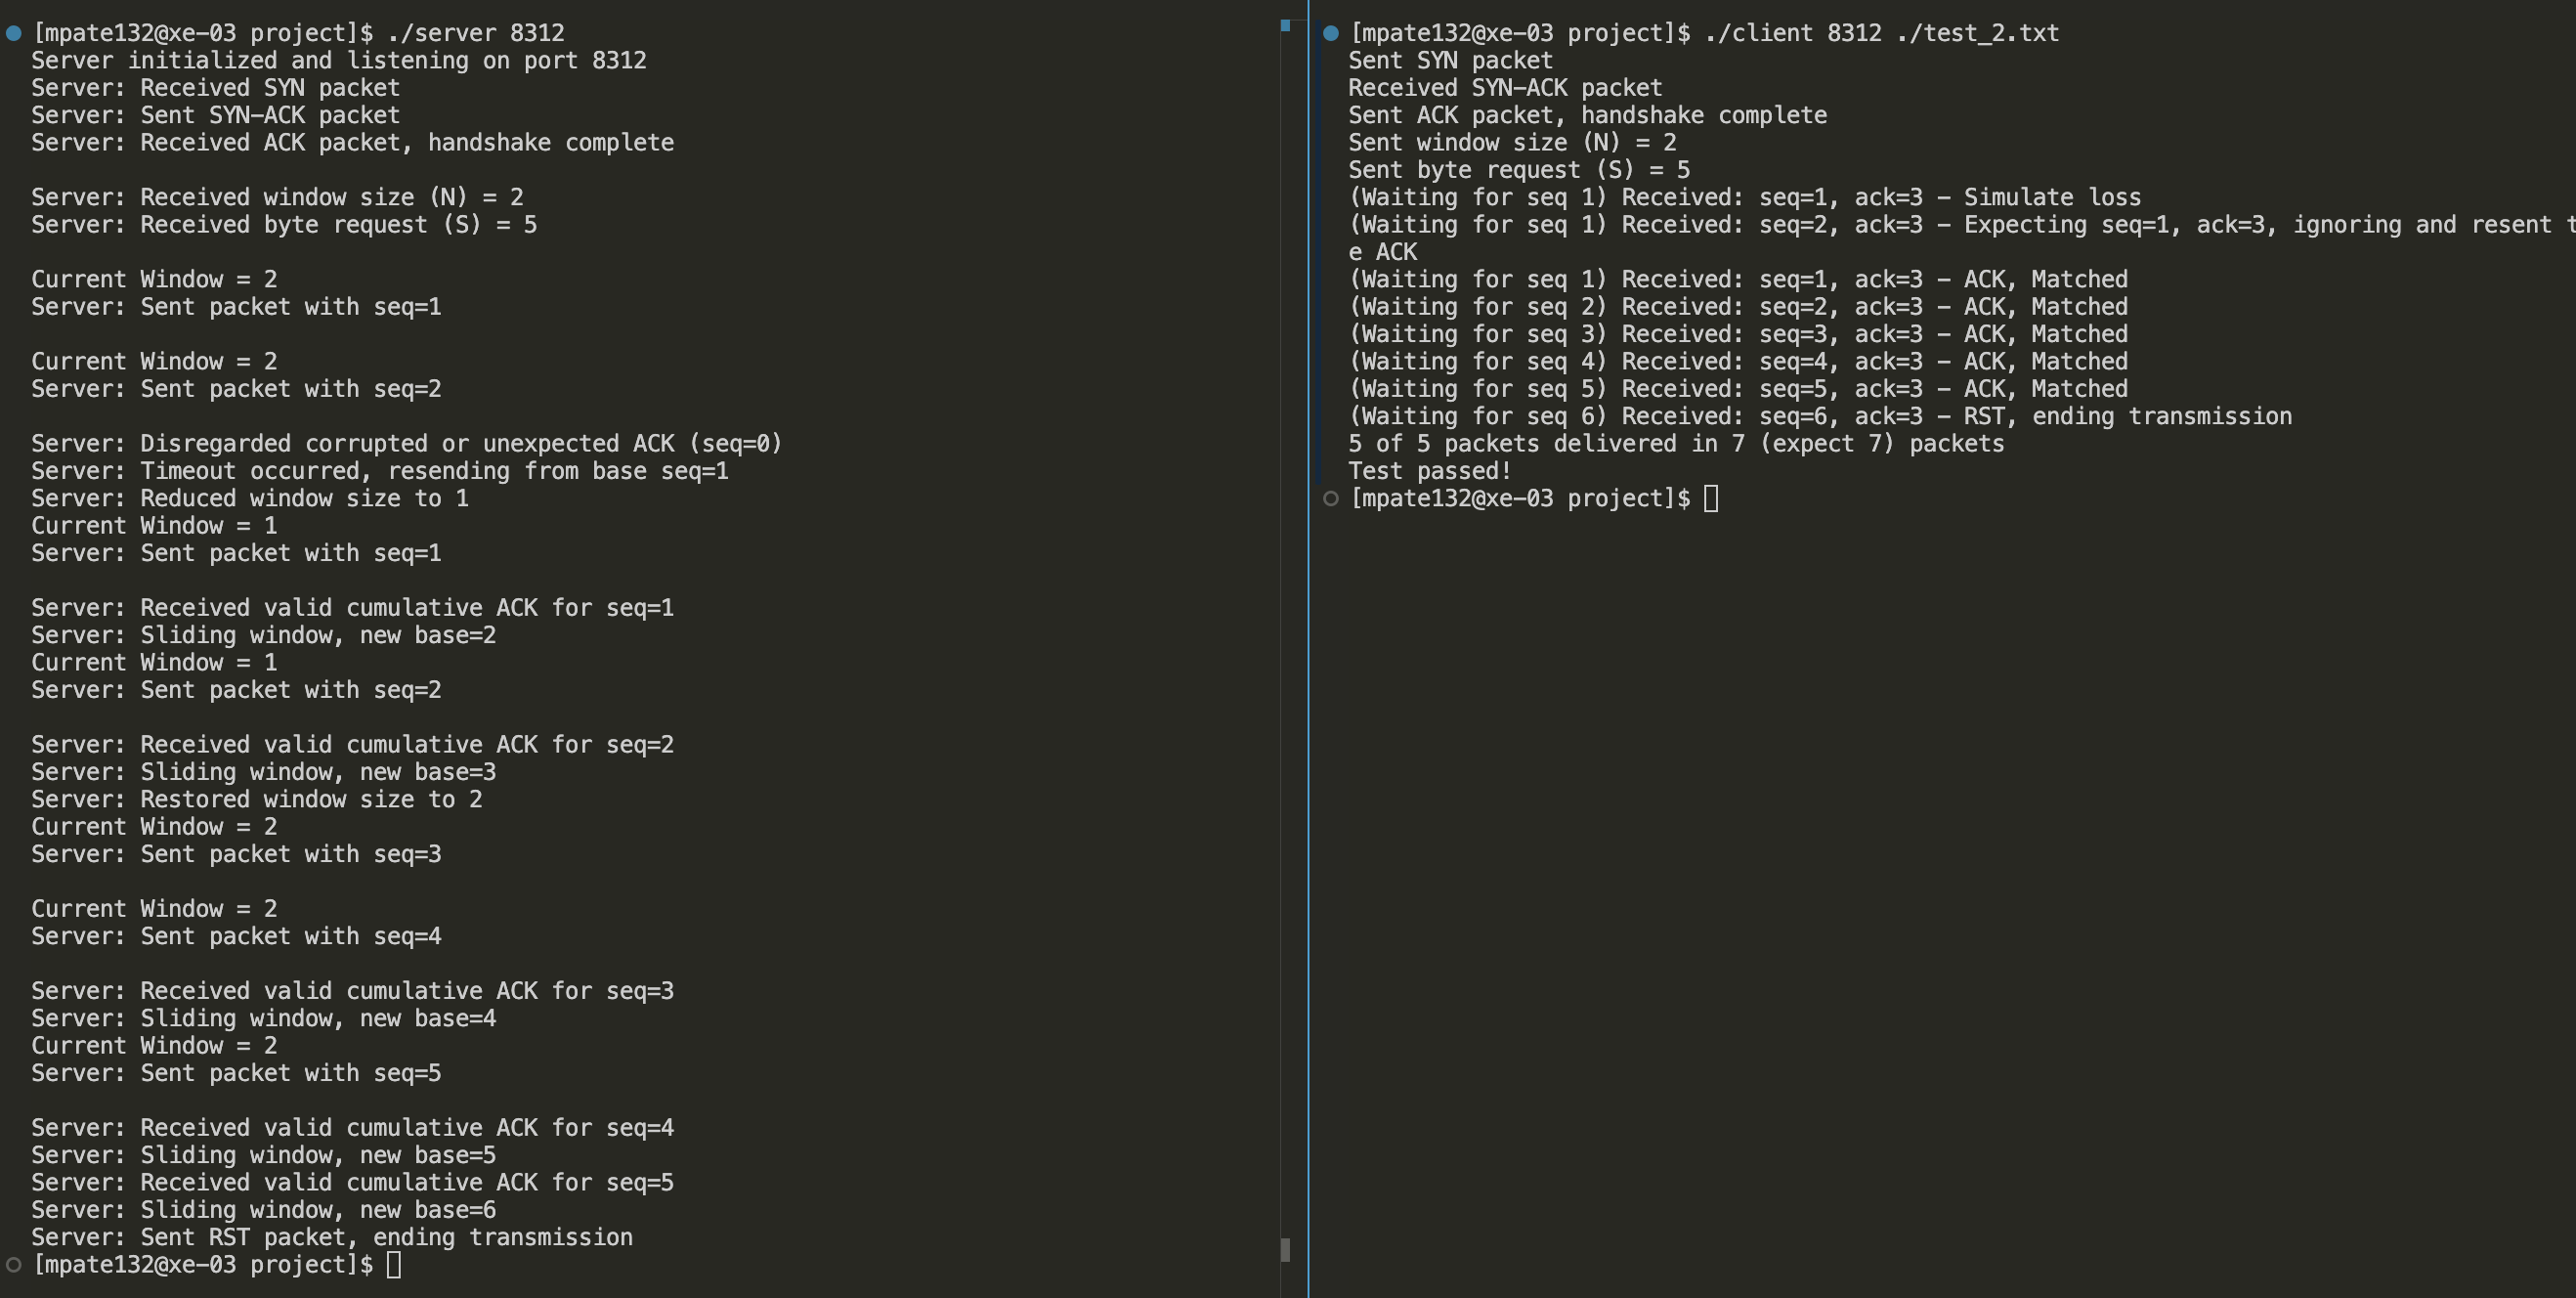 [mpate132@xe-03 project]$ ./server 8312
Server initialized and listening on port 8312
Server: Received SYN packet
Server: Sent SYN-ACK packet
Server: Received ACK packet, handshake complete
Server: Received window size (N) = 2
Server: Received byte request (S) = 5
Current Window = 2
Server: Sent packet with seq=1
Current Window = 2
Server: Sent packet with seq=2
Server: Disregarded corrupted or unexpected ACK (seq=0)
Server: Timeout occurred, resending from base seq=1
Server: Reduced window size to 1
Current Window = 1
Server: Sent packet with seq=1
Server: Received valid cumulative ACK for seq=1
Server: Sliding window, new base=2
Current Window = 1
Server: Sent packet with seq=2
Server: Received valid cumulative ACK for seq=2
Server: Sliding window, new base=3
Server: Restored window size to 2
Current Window = 2
Server: Sent packet with seq=3
Current Window = 2
Server: Sent packet with seq=4
Server: Received valid cumulative ACK for seq=3
Server: Sliding window, new base=4
Current Window = 2
Server: Sent packet with seq=5
Server: Received valid cumulative ACK for seq=4
Server: Sliding window, new base=5
Server: Received valid cumulative ACK for seq=5
Server: Sliding window, new base=6
Server: Sent RST packet, ending transmission
[mpate132@xe-03 project]$
[mpate132@xe-03 project]$ ./client 8312 ./test_2.txt
Sent SYN packet
Received SYN-ACK packet
Sent ACK packet, handshake complete
Sent window size (N) = 2
Sent byte request (S) = 5
(Waiting for seq 1) Received: seq=1, ack=3 - Simulate loss
(Waiting for seq 1) Received: seq=2, ack=3 - Expecting seq=1, ack=3, ignoring and resent t
e ACK
(Waiting for seq 1) Received: seq=1, ack=3 - ACK, Matched
(Waiting for seq 2) Received: seq=2, ack=3 - ACK, Matched
(Waiting for seq 3) Received: seq=3, ack=3 - ACK, Matched
(Waiting for seq 4) Received: seq=4, ack=3 - ACK, Matched
(Waiting for seq 5) Received: seq=5, ack=3 - ACK, Matched
(Waiting for seq 6) Received: seq=6, ack=3 - RST, ending transmission
5 of 5 packets delivered in 7 (expect 7) packets
Test passed!
[mpate132@xe-03 project]$